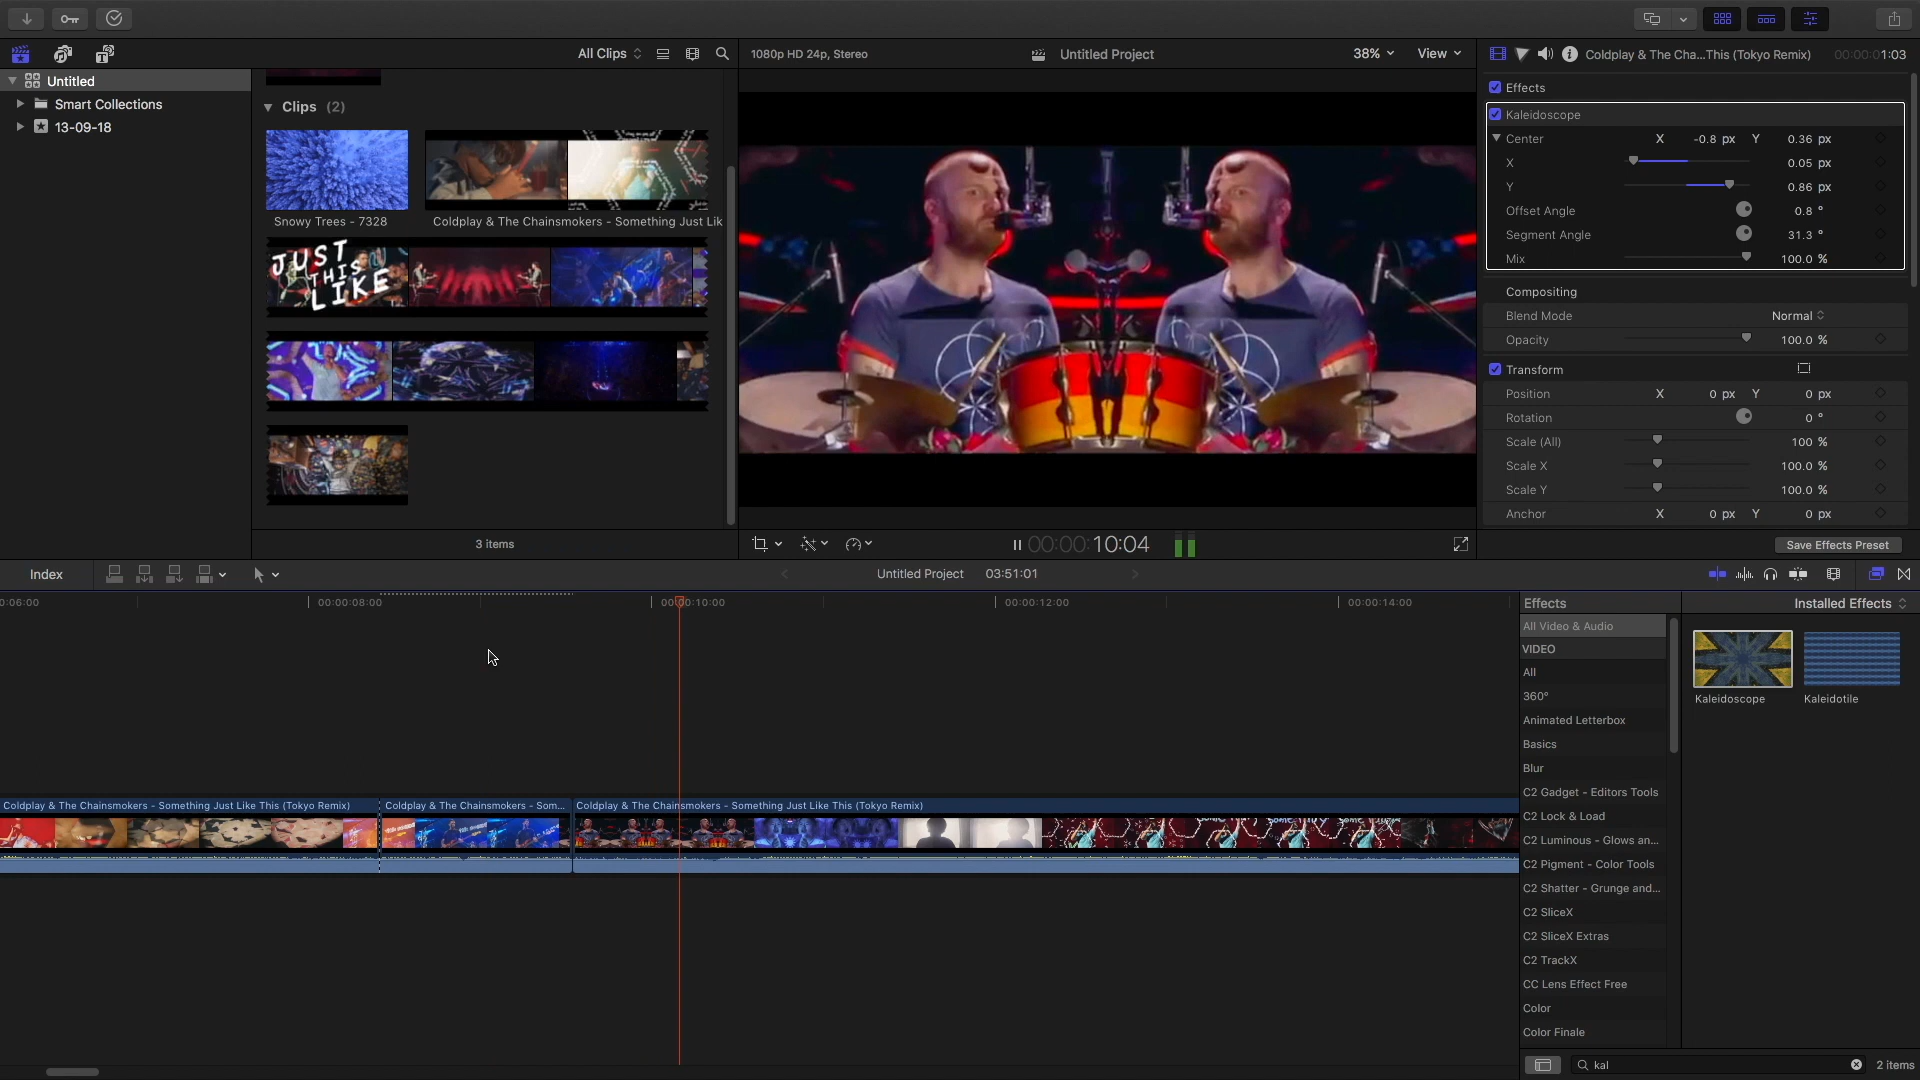 All Clips
1080p HD 24p, Stereo
Untitled Project
38%
View
Coldplay & The Cha...This (Tokyo Remix)
00:00:01:03
Untitled
Smart Collections
13-09-18
Clips (2)
Snowy Trees - 7328
Coldplay & The Chainsmokers - Something Just Lik
JUST
THIS
LIKE
3 items
Effects
Kaleidoscope
Center X -0.8 px Y 0.36 px
X 0.05 px
Y 0.86 px
Offset Angle 0.8 °
Segment Angle 31.3 °
Mix 100.0 %
Compositing
Blend Mode Normal
Opacity 100.0 %
Transform
Position X 0 px Y 0 px
Rotation 0 °
Scale (All) 100 %
Scale X 100.0 %
Scale Y 100.0 %
Anchor X 0 px Y 0 px
00:00:10:04
Save Effects Preset
Index
Untitled Project 03:51:01
0:06:00
00:00:08:00
00:00:10:00
00:00:12:00
00:00:14:00
Coldplay & The Chainsmokers - Something Just Like This (Tokyo Remix)
Coldplay & The Chainsmokers - Som...
Coldplay & The Chainsmokers - Something Just Like This (Tokyo Remix)
Effects
Installed Effects
All Video & Audio
VIDEO
All
360°
Animated Letterbox
Basics
Blur
C2 Gadget - Editors Tools
C2 Lock & Load
C2 Luminous - Glows an...
C2 Pigment - Color Tools
C2 Shatter - Grunge and...
C2 SliceX
C2 SliceX Extras
C2 TrackX
CC Lens Effect Free
Color
Color Finale
Kaleidoscope
Kaleidotile
kal
2 items